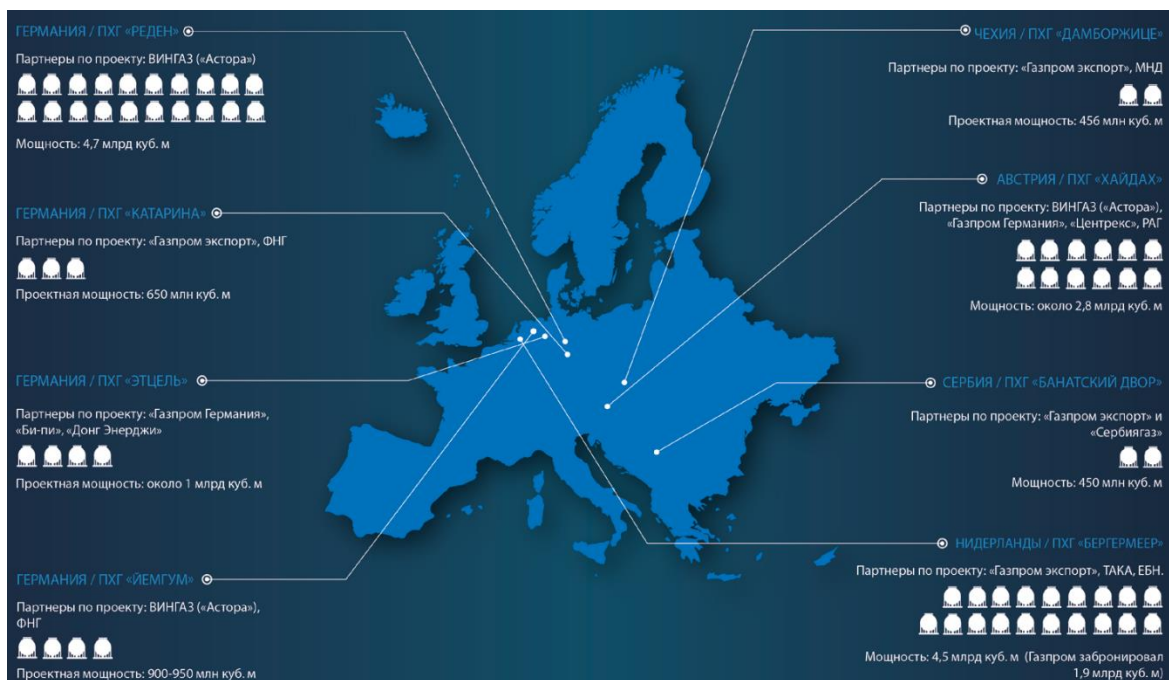 ГЕРМАНИЯ / ПХГ «РЕДЕН»
Партнеры по проекту: ВИНГАЗ («Астора»)
Мощность: 4,7 млрд куб. м
ГЕРМАНИЯ / ПХГ «КАТАРИНА»
Партнеры по проекту: «Газпром экспорт», ФНГ
Проектная мощность: 650 млн куб. м
ГЕРМАНИЯ / ПХГ «ЭТЦЕЛЬ»
Партнеры по проекту: «Газпром Германия»,
«Би-пи», «Донг Энерджи»
Проектная мощность: около 1 млрд куб. м
ГЕРМАНИЯ / ПХГ «ЙЕМГУМ»
Партнеры по проекту: ВИНГАЗ («Астора»),
ФНГ
Проектная мощность: 900-950 млн куб. м
ЧЕХИЯ / ПХГ «ДАМБОРЖИЦЕ»
Партнеры по проекту: «Газпром экспорт», МНД
Проектная мощность: 456 млн куб. м
АВСТРИЯ / ПХГ «ХАЙДАХ»
Партнеры по проекту: ВИНГАЗ («Астора»),
«Газпром Германия», «Центрекс», РАГ
Мощность: около 2,8 млрд куб. м
СЕРБИЯ / ПХГ «БАНАТСКИЙ ДВОР»
Партнеры по проекту: «Газпром экспорт» и
«Сербиягаз»
Мощность: 450 млн куб. м
НИДЕРЛАНДЫ / ПХГ «БЕРГЕРМЕЕР»
Партнеры по проекту: «Газпром экспорт», ТАКА, ЕБН.
Мощность: 4,5 млрд куб. м (Газпром забронировал
1,9 млрд куб. м)